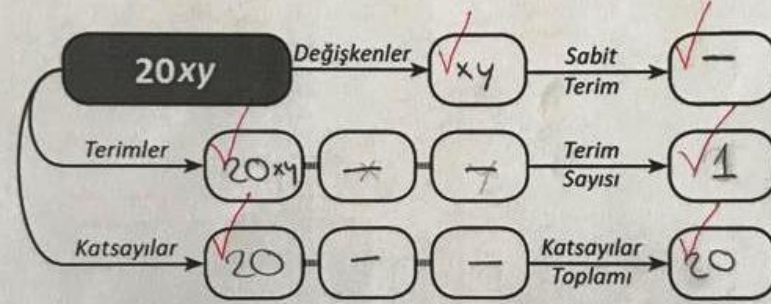 20xy Değişkenler xy Sabit Terim —
Terimler 20xy — — Terim Sayısı 1
Katsayılar 20 — — Katsayılar Toplamı 20